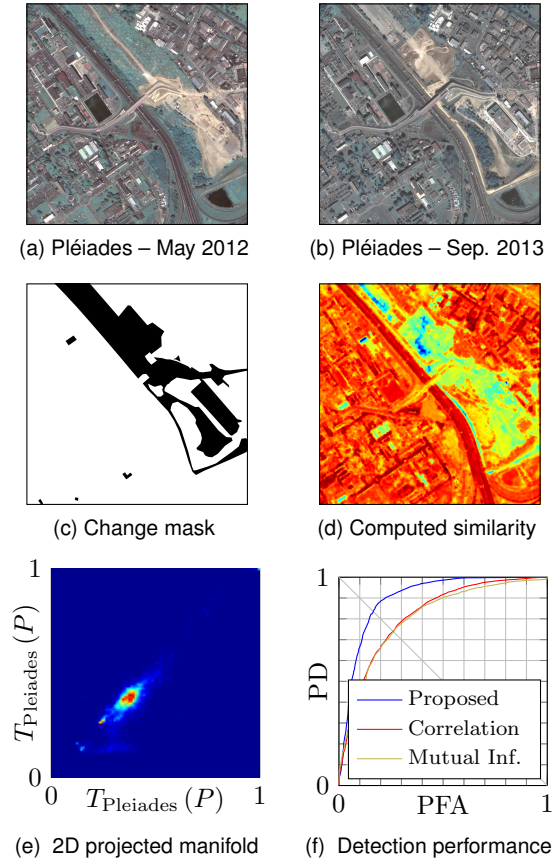 (a) Pléiades – May 2012
(b) Pléiades – Sep. 2013
(c) Change mask
(d) Computed similarity
1
T_Pleiades (P)
0
0
T_Pleiades (P)
1
(e) 2D projected manifold
1
PD
0
Proposed
Correlation
Mutual Inf.
0
PFA
1
(f) Detection performance